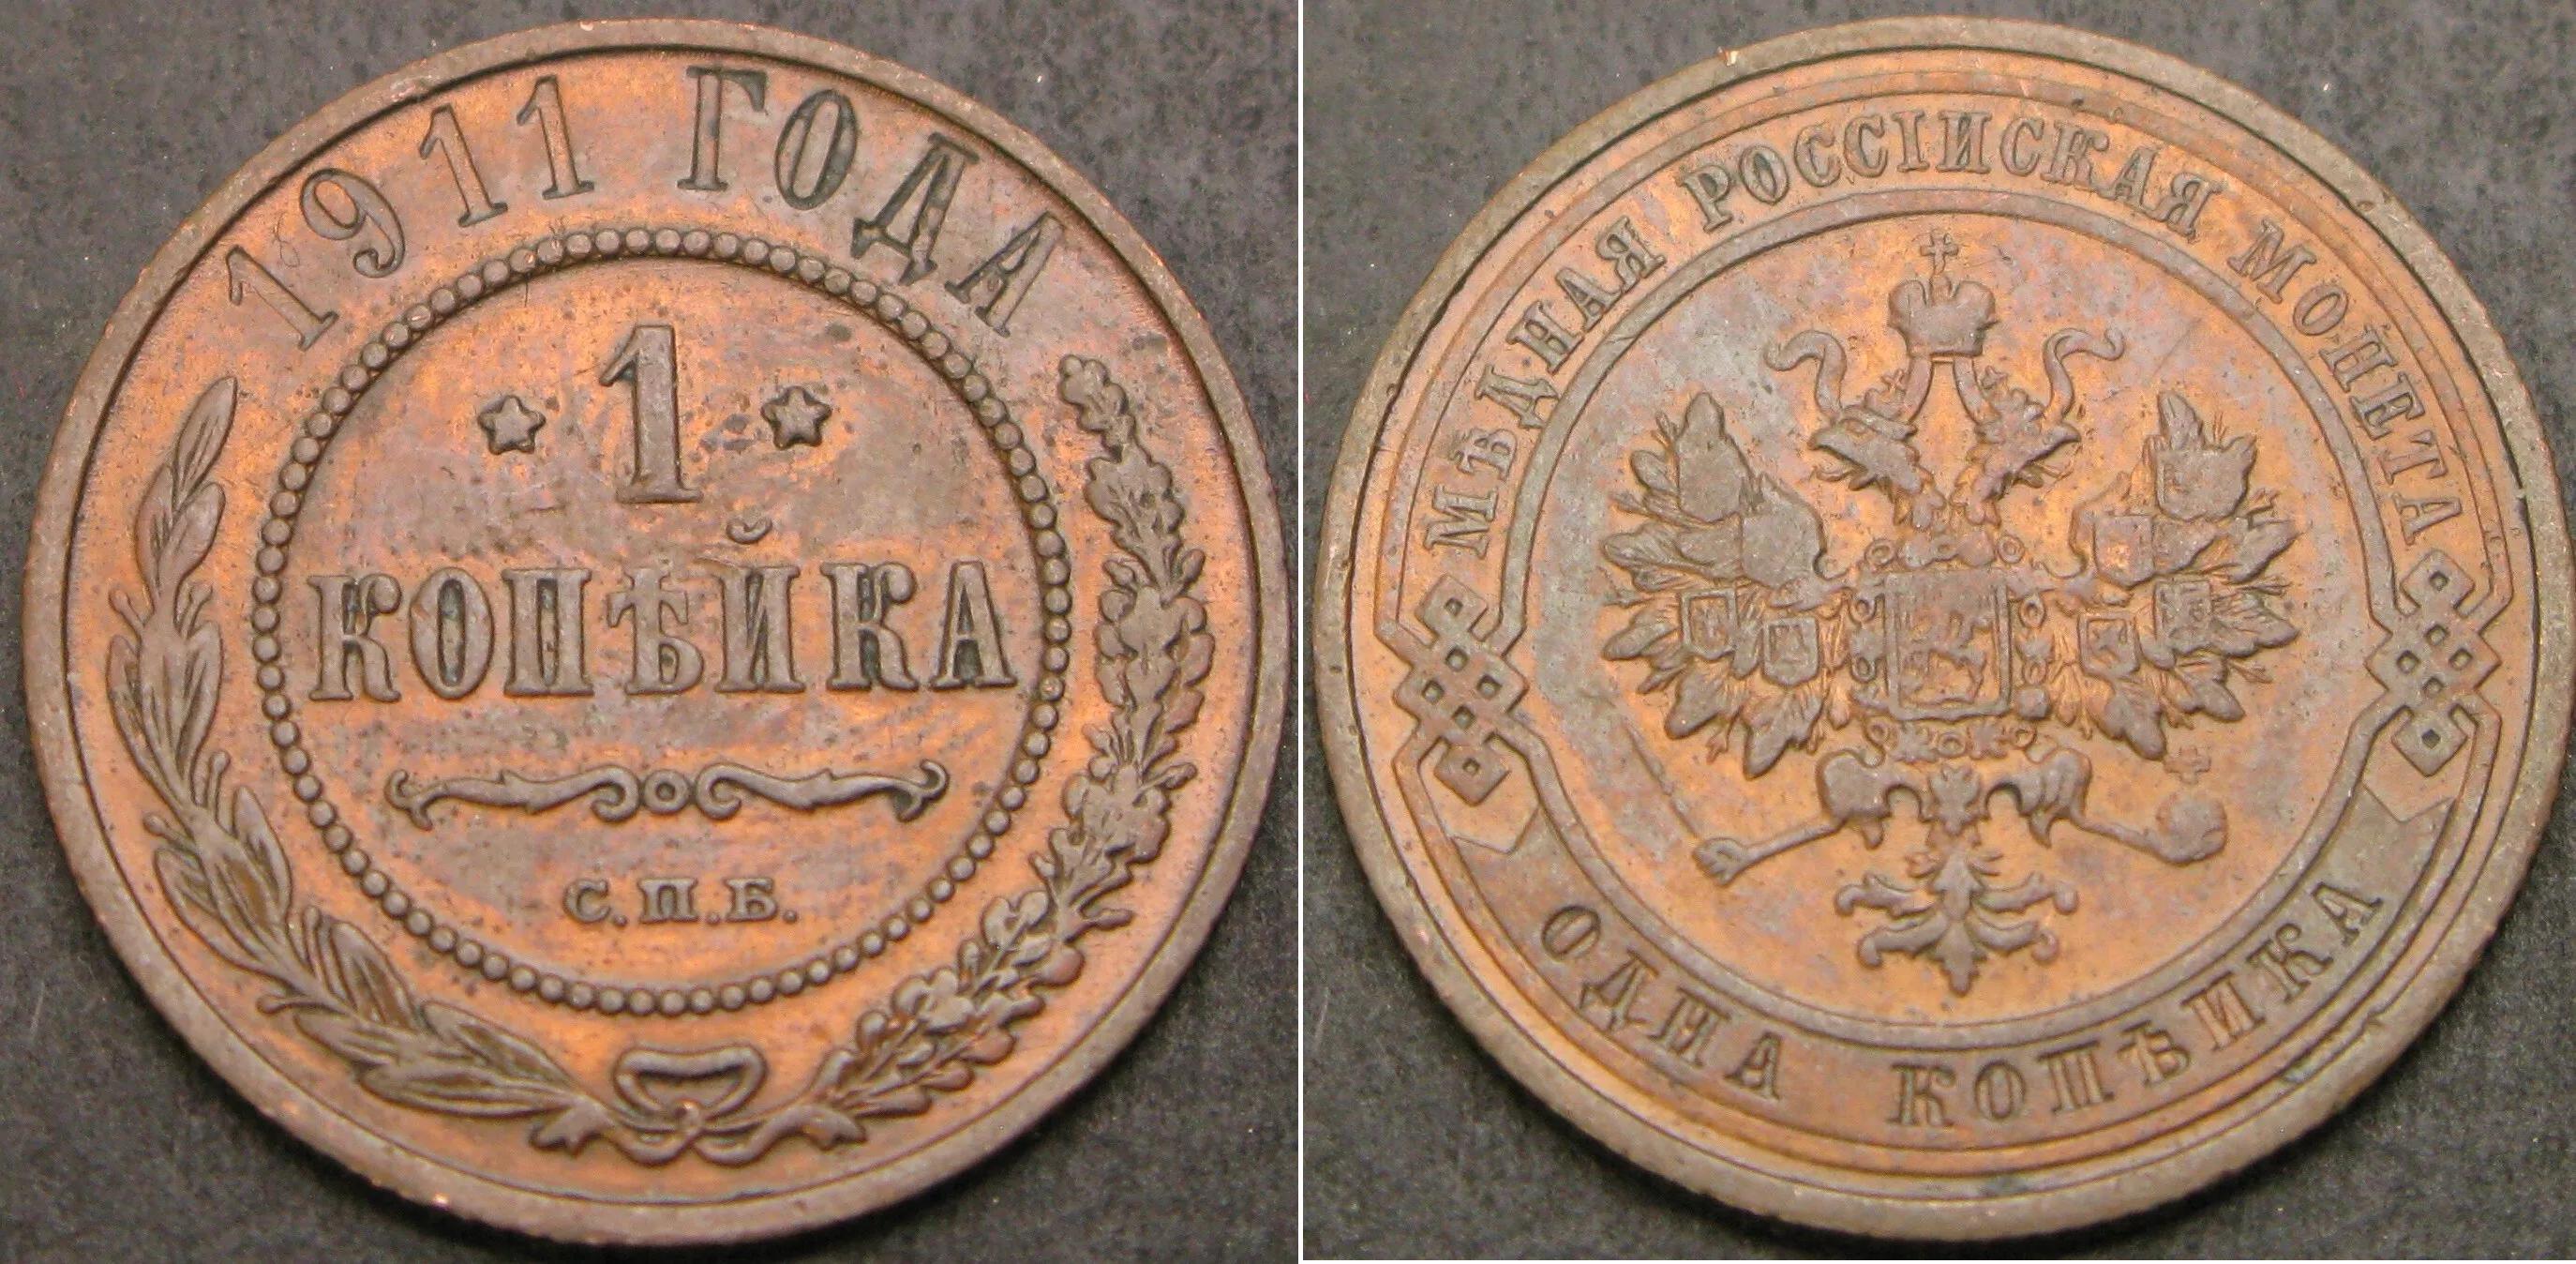 1911 ГОДА
1
КОПѢЙКА
С.П.Б.
МѢДНАЯ РОССІЙСКАЯ МОНЕТА
ОДНА КОПѢЙКА